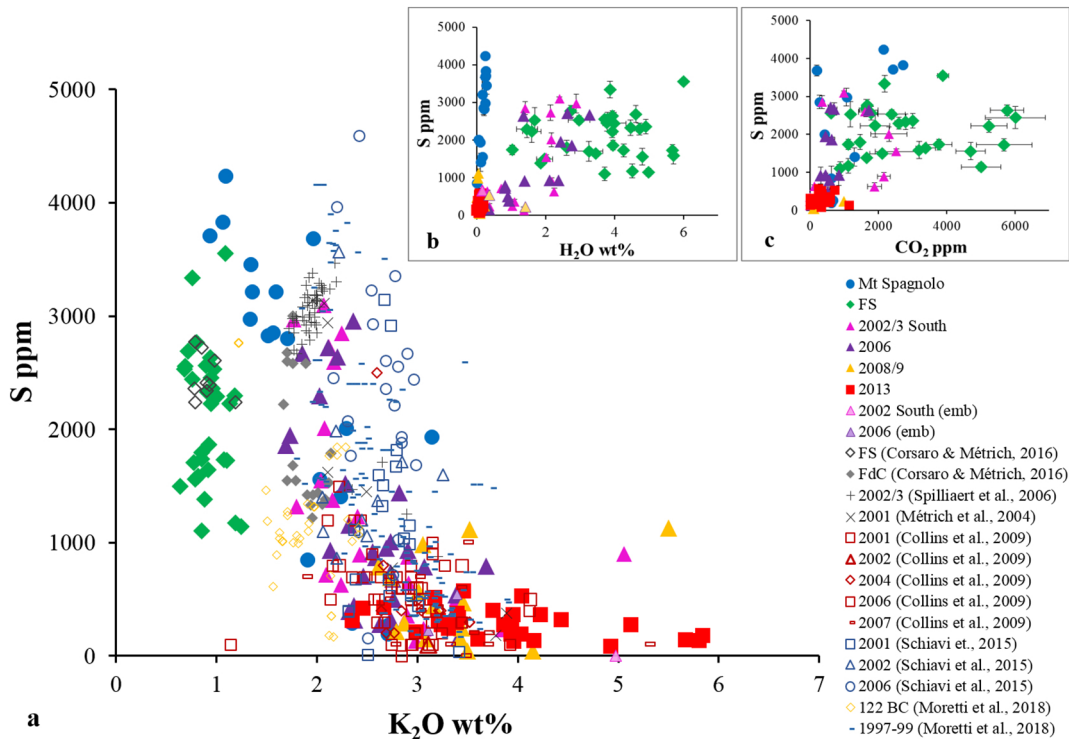 5000
4000
3000
2000
1000
0
S ppm
0 1 2 3 4 5 6 7
K2O wt%
a
5000
4000
3000
2000
1000
0
S ppm
0 2 4 6
H2O wt%
b
5000
4000
3000
2000
1000
0
S ppm
0 2000 4000 6000
CO2 ppm
c
Mt Spagnolo
FS
2002/3 South
2006
2008/9
2013
2002 South (emb)
2006 (emb)
FS (Corsaro & Métrich, 2016)
FdC (Corsaro & Métrich, 2016)
2002/3 (Spilliaert et al., 2006)
2001 (Métrich et al., 2004)
2001 (Collins et al., 2009)
2002 (Collins et al., 2009)
2004 (Collins et al., 2009)
2006 (Collins et al., 2009)
2007 (Collins et al., 2009)
2001 (Schiavi et., 2015)
2002 (Schiavi et al., 2015)
2006 (Schiavi et al., 2015)
122 BC (Moretti et al., 2018)
1997-99 (Moretti et al., 2018)